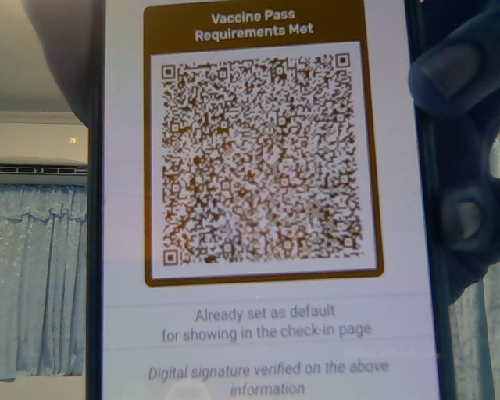 Vaccine Pass
Requirements Met
Already set as default
for showing in the check-in page
Digital signature verified on the above
information